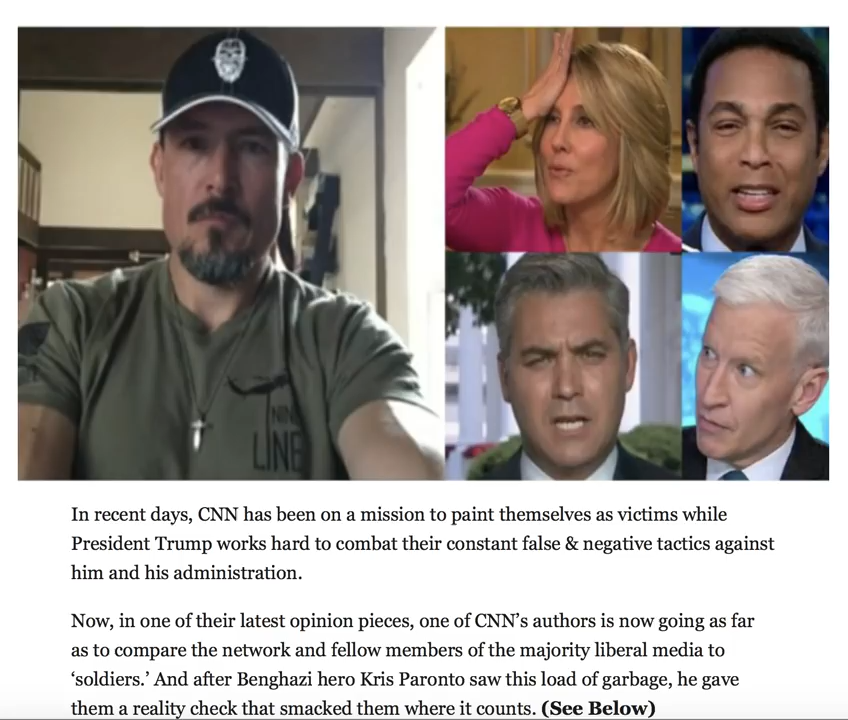 NINE
LINE
In recent days, CNN has been on a mission to paint themselves as victims while
President Trump works hard to combat their constant false & negative tactics against
him and his administration.
Now, in one of their latest opinion pieces, one of CNN’s authors is now going as far
as to compare the network and fellow members of the majority liberal media to
‘soldiers.’ And after Benghazi hero Kris Paronto saw this load of garbage, he gave
them a reality check that smacked them where it counts. (See Below)